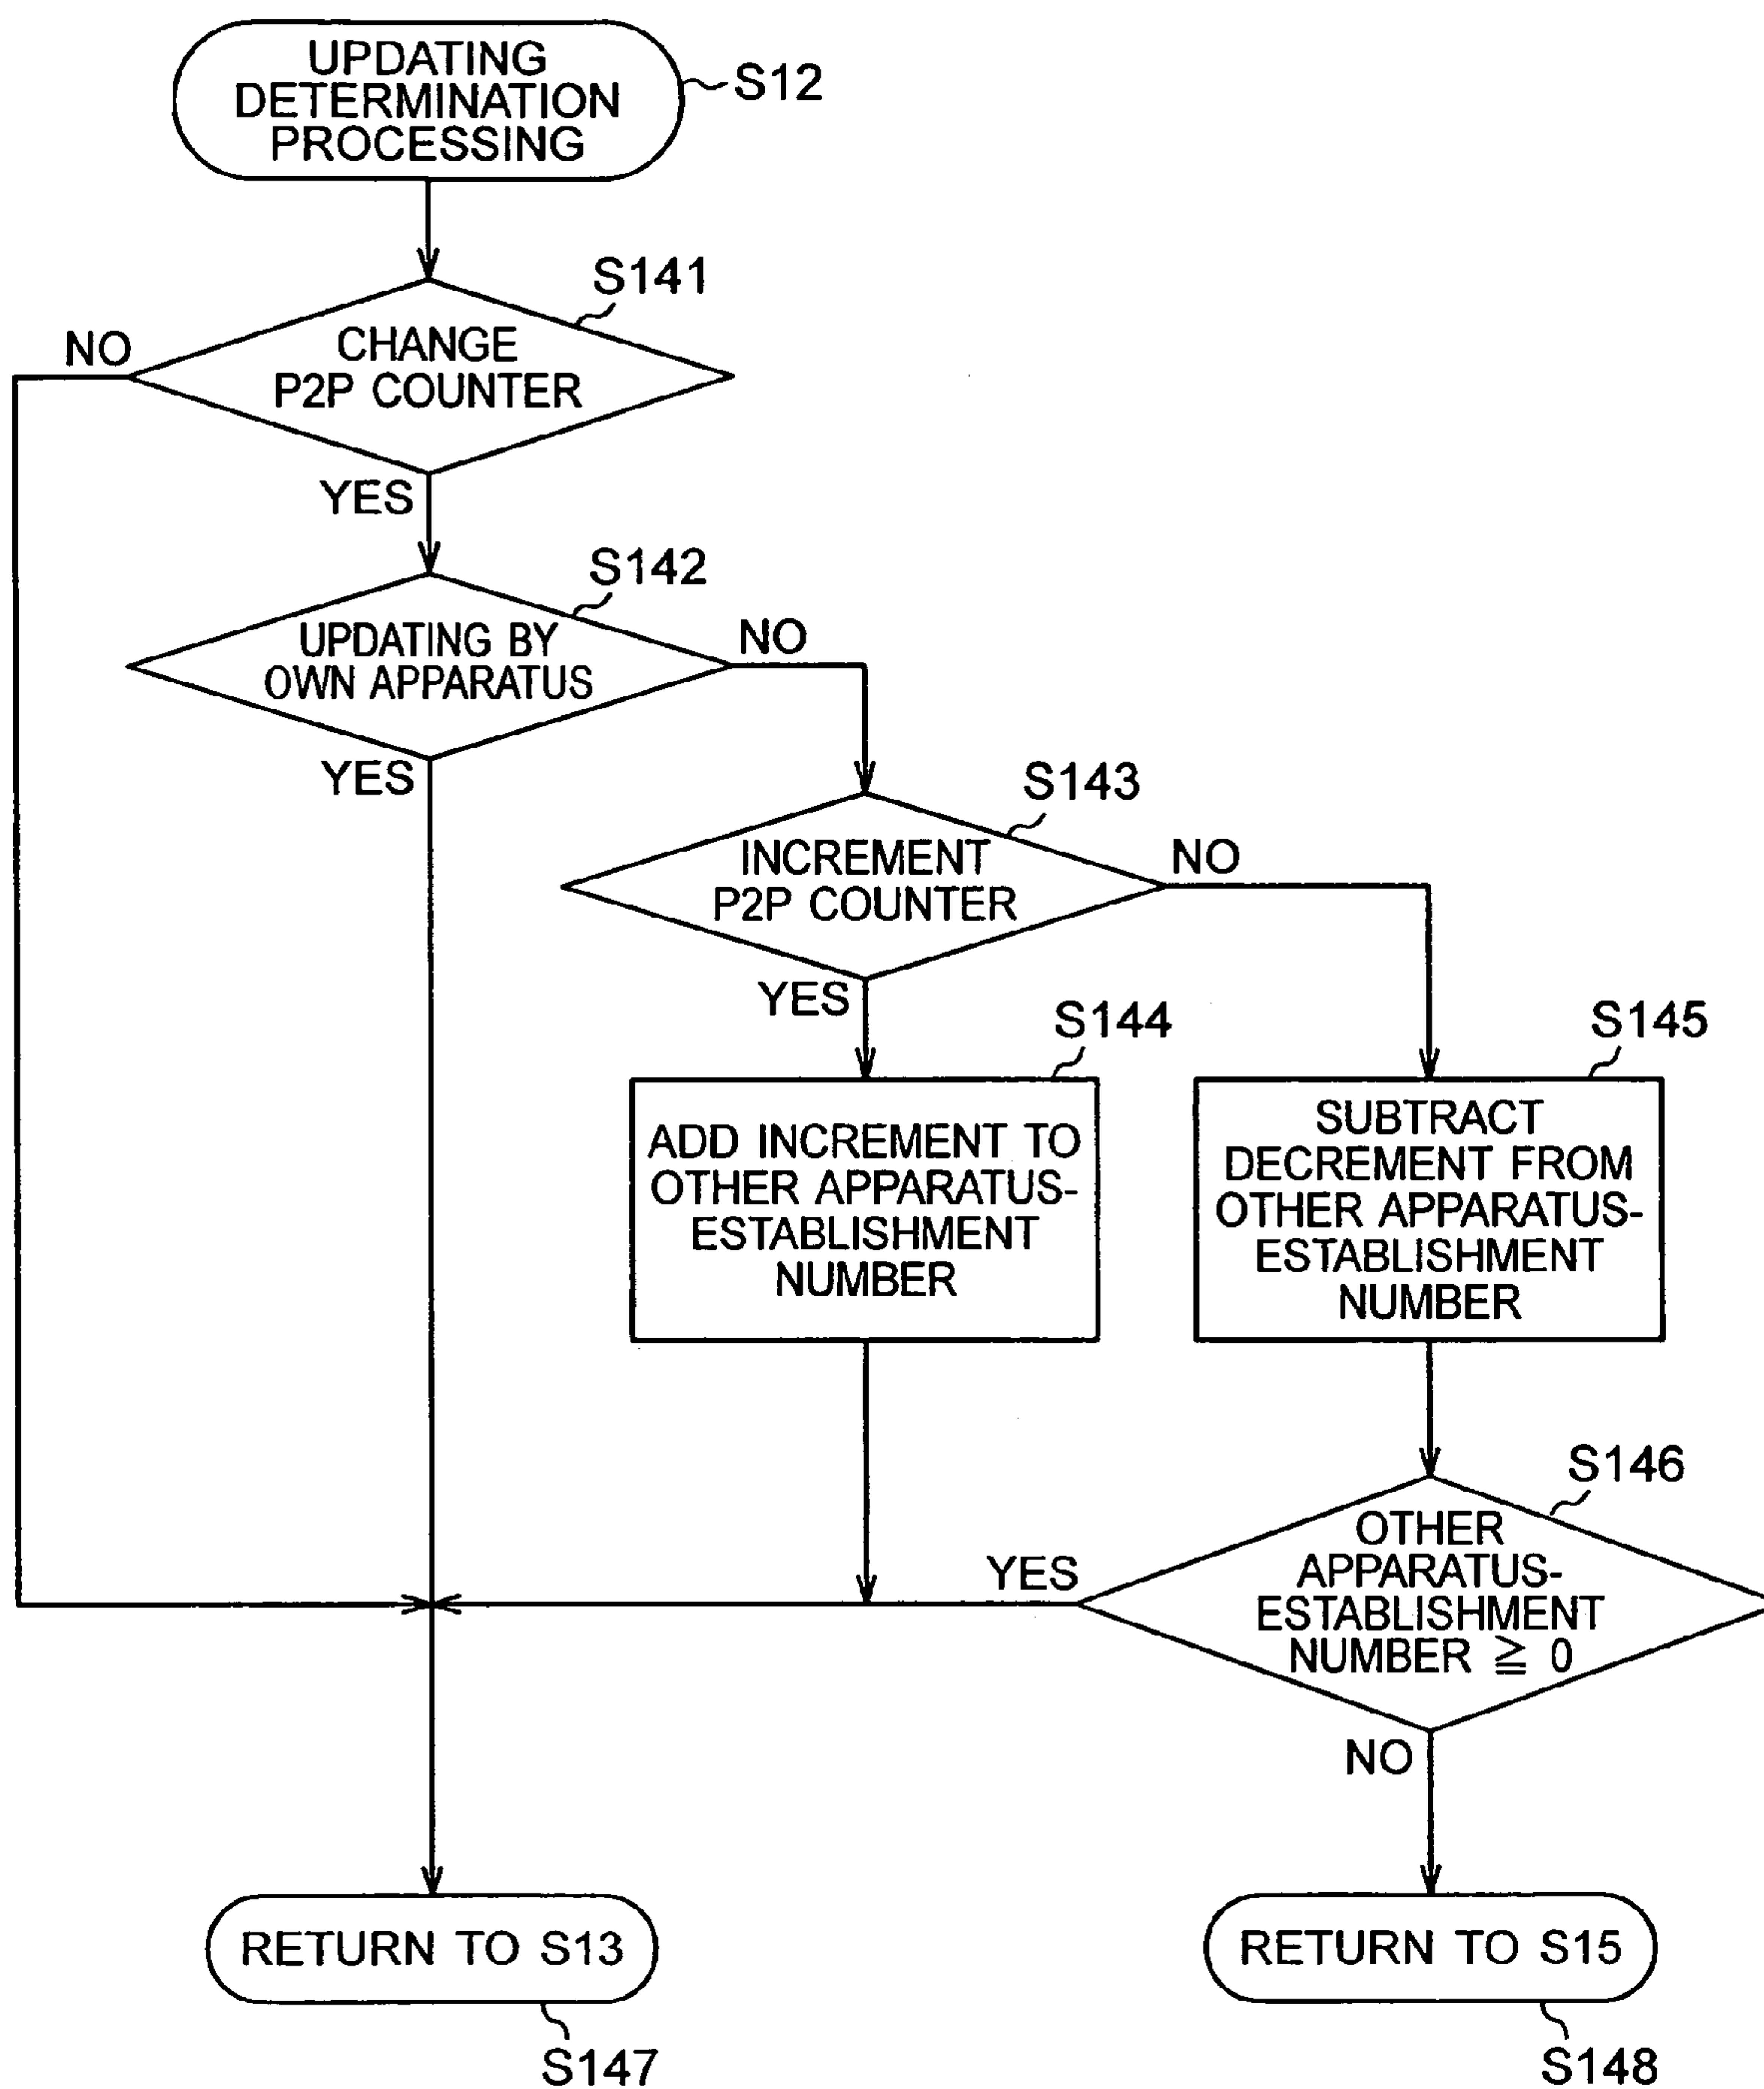 UPDATING
DETERMINATION
PROCESSING
S12
S141
NO
CHANGE
P2P COUNTER
YES
S142
UPDATING BY
OWN APPARATUS
NO
YES
S143
INCREMENT
P2P COUNTER
NO
YES
S144
S145
ADD INCREMENT TO
OTHER APPARATUS-
ESTABLISHMENT
NUMBER
SUBTRACT
DECREMENT FROM
OTHER APPARATUS-
ESTABLISHMENT
NUMBER
S146
YES
OTHER
APPARATUS-
ESTABLISHMENT
NUMBER ≧ 0
NO
RETURN TO S13
RETURN TO S15
S147
S148